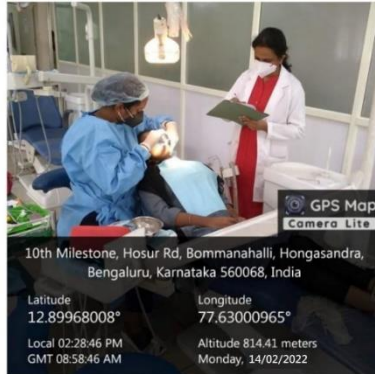 GPS Map
Camera Lite
10th Milestone, Hosur Rd, Bommanahalli, Hongasandra,
Bengaluru, Karnataka 560068, India
Latitude
12.89968008°
Longitude
77.63000965°
Local 02:28:46 PM
GMT 08:58:46 AM
Altitude 814.41 meters
Monday, 14/02/2022